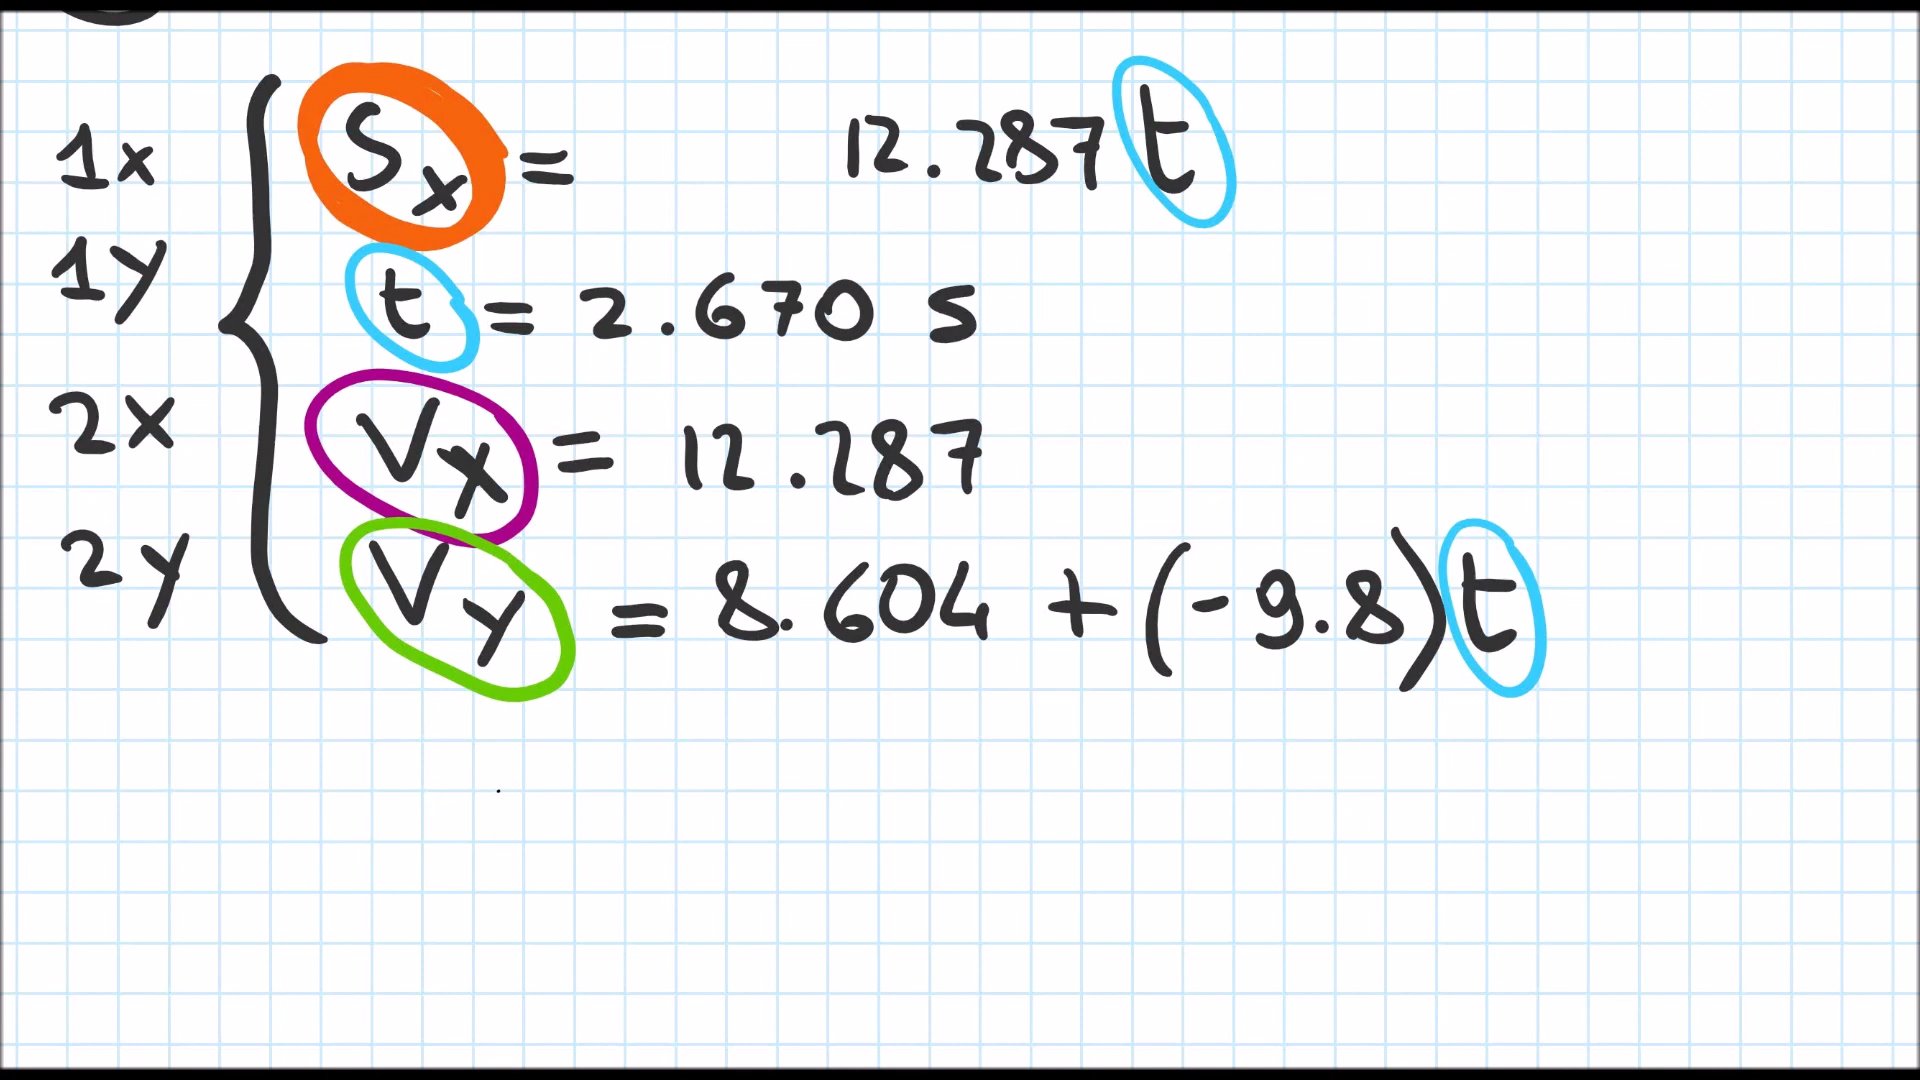 1x Sx = 12.287 t
1y t = 2.670 s
2x Vx = 12.287
2y Vy = 8.604 + (-9.8) t